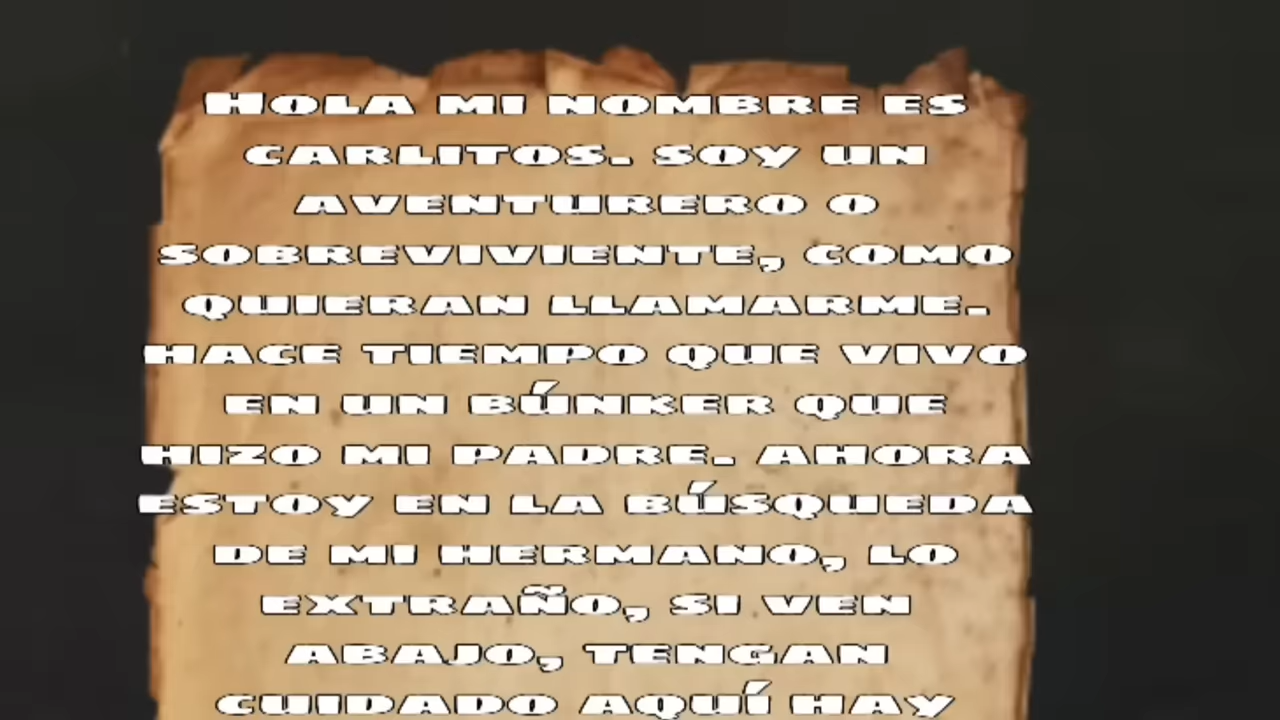 Hola mi nombre es
Carlitos. Soy un
aventurero o
sobreviviente, como
quieran llamarme.
Hace tiempo que vivo
en un búnker que
hizo mi padre. Ahora
estoy en la búsqueda
de mi hermano, lo
extraño, si ven
abajo, tengan
cuidado aquí hay